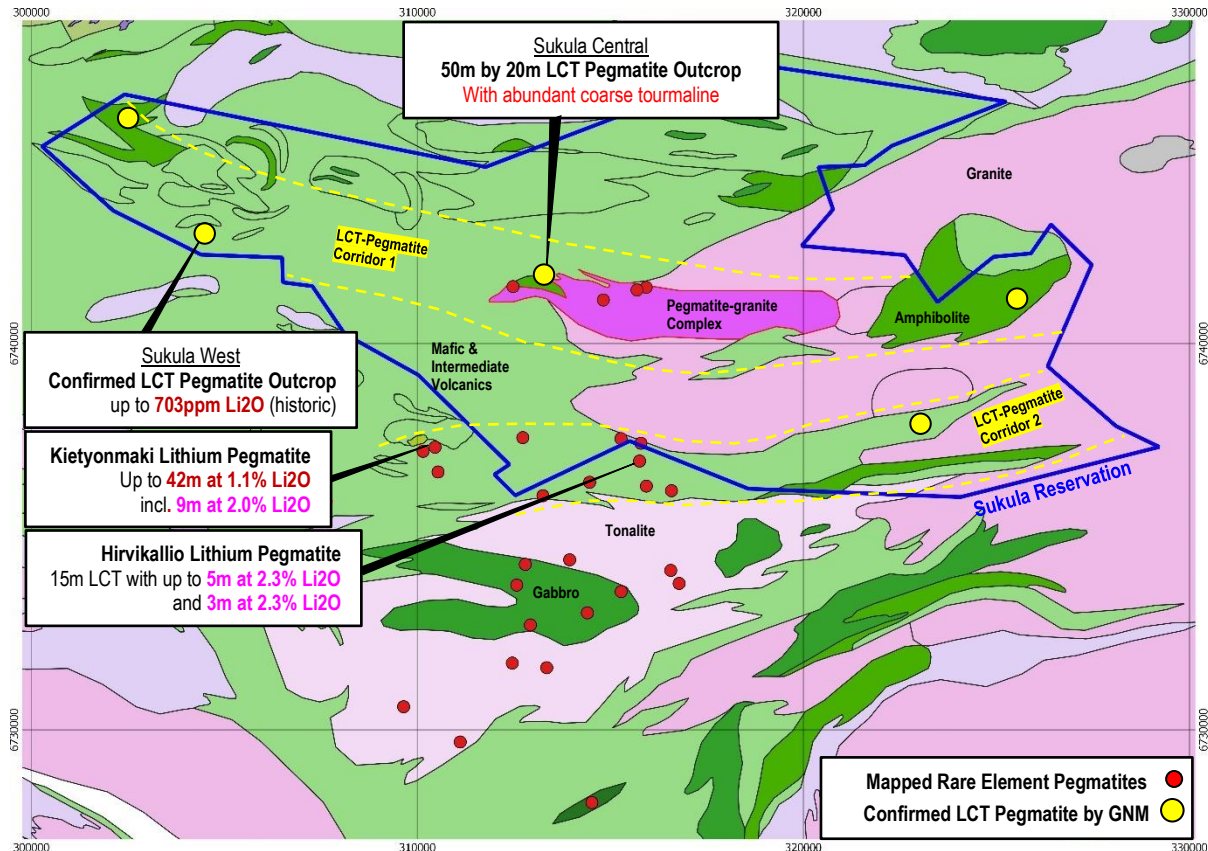 300000
310000
320000
330000
Sukula Central
50m by 20m LCT Pegmatite Outcrop
With abundant coarse tourmaline
Granite
LCT-Pegmatite
Corridor 1
Pegmatite-granite
Complex
Amphibolite
6740000
6740000
Sukula West
Confirmed LCT Pegmatite Outcrop
up to 703ppm Li2O (historic)
Mafic &
Intermediate
Volcanics
LCT-Pegmatite
Corridor 2
Kietyonmaki Lithium Pegmatite
Up to 42m at 1.1% Li2O
incl. 9m at 2.0% Li2O
Sukula Reservation
Tonalite
Hirvikallio Lithium Pegmatite
15m LCT with up to 5m at 2.3% Li2O
and 3m at 2.3% Li2O
Gabbro
6730000
6730000
Mapped Rare Element Pegmatites
Confirmed LCT Pegmatite by GNM
300000
310000
320000
330000